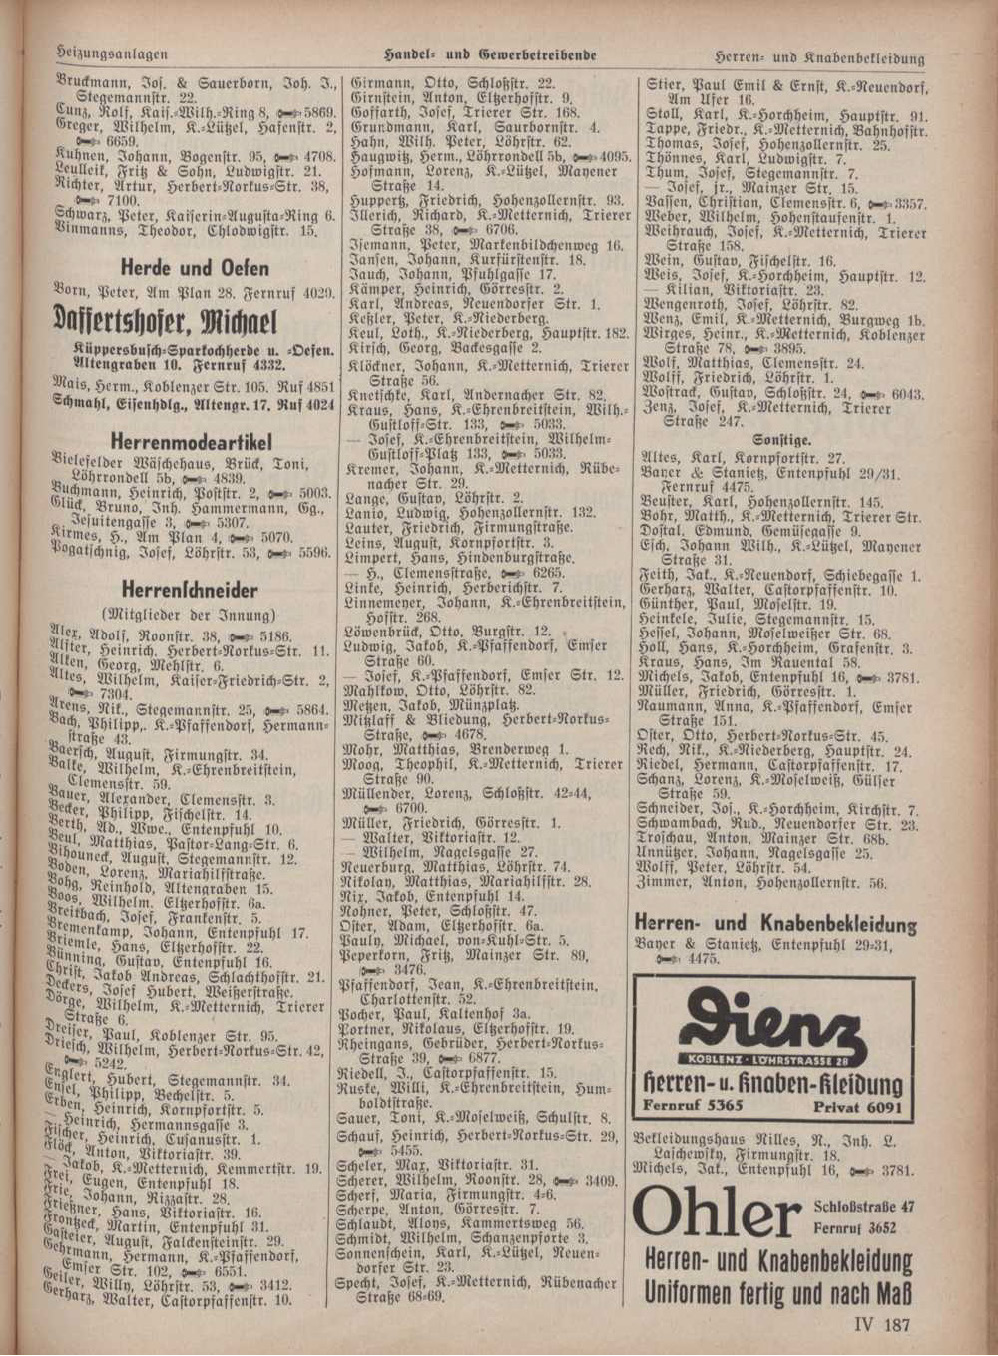 Heizungsanlagen
Handel- und Gewerbetreibende
Herren- und Knabenbekleidung
Bruckmann, Jos. & Sauerborn, Joh. J.,
Stegemannstr. 22.
Cunz, Rolf, Kais.-Wilh.-Ring 8, 5869.
Greger, Wilhelm, K.-Lützel, Hafenstr. 2,
6659.
Kuhnen, Johann, Bogenstr. 95, 4708.
Leulleik, Fritz & Sohn, Ludwigstr. 21.
Richter, Artur, Herbert-Norkus-Str. 38,
7100.
Schwarz, Peter, Kaiserin-Augusta-Ring 6.
Vinmanns, Theodor, Chlodwigstr. 15.
Herde und Oefen
Born, Peter, Am Plan 28. Fernruf 4029.
Daffertshofer, Michael
Küppersbusch-Sparkochherde u. -Oefen.
Altengraben 10. Fernruf 4332.
Mais, Herm., Koblenzer Str. 105. Ruf 4851
Schmahl, Eisenhdlg., Altengr. 17. Ruf 4024
Herrenmodeartikel
Bielefelder Wäschehaus, Brück, Toni,
Löhrrondell 5b, 4839.
Buchmann, Heinrich, Poststr. 2, 5003.
Glück, Bruno, Inh. Hammermann, Gg.,
Jesuitengasse 3, 5307.
Kirmes, H., Am Plan 4, 5070.
Pogatschnig, Josef, Löhrstr. 53, 5596.
Herrenschneider
(Mitglieder der Innung)
Alex, Adolf, Roonstr. 38, 5186.
Alfter, Heinrich, Herbert-Norkus-Str. 11.
Alken, Georg, Mehlstr. 6.
Altes, Wilhelm, Kaiser-Friedrich-Str. 2,
7304.
Arens, Nik., Stegemannstr. 25, 5864.
Bach, Philipp,. K.-Pfaffendorf, Hermann-
straße 43.
Baersch, August, Firmungstr. 34.
Balke, Wilhelm, K.-Ehrenbreitstein,
Clemensstr. 59.
Bauer, Alexander, Clemensstr. 3.
Becker, Philipp, Fischelstr. 14.
Berth, Ad., Wwe., Entenpfuhl 10.
Beul, Matthias, Pastor-Lang-Str. 6.
Bihouneck, August, Stegemannstr. 12.
Boden, Lorenz, Mariahilfstraße.
Bohg, Reinhold, Altengraben 15.
Boos, Wilhelm, Eltzerhofstr. 6a.
Breitbach, Josef, Frankenstr. 5.
Bremenkamp, Johann, Entenpfuhl 17.
Briemle, Hans, Eltzerhofstr. 22.
Bünning, Gustav, Entenpfuhl 16.
Christ, Jakob Andreas, Schlachthofstr. 21.
Deckers, Josef Hubert, Weißerstraße.
Dörge, Wilhelm, K.-Metternich, Trierer
Straße 6.
Dreiser, Paul, Koblenzer Str. 95.
Driesch, Wilhelm, Herbert-Norkus-Str. 42,
5242.
Englert, Hubert, Stegemannstr. 34.
Ensel, Philipp, Bechelstr. 5.
Erben, Heinrich, Kornpfortstr. 5.
— Heinrich, Hermannsgasse 3.
Fischer, Heinrich, Cusanusstr. 1.
Flöck, Anton, Viktoriastr. 39.
— Jakob, K.-Metternich, Kemmertstr. 19.
Frei, Eugen, Entenpfuhl 18.
Frie, Johann, Rizzastr. 28.
Frießner, Hans, Viktoriastr. 16.
Frontzeck, Martin, Entenpfuhl 31.
Gasteier, August, Falckensteinstr. 29.
Gehrmann, Hermann, K.-Pfaffendorf,
Emser Str. 102, 6551.
Geiler, Willy, Löhrstr. 53, 3412.
Gerharz, Walter, Castorpfaffenstr. 10.
Girmann, Otto, Schloßstr. 22.
Girnstein, Anton, Eltzerhofstr. 9.
Goffarth, Josef, Trierer Str. 168.
Grundmann, Karl, Saurbornstr. 4.
Hahn, Wilh. Peter, Löhrstr. 62.
Haugwitz, Herm., Löhrrondell 5b, 4095.
Hofmann, Lorenz, K.-Lützel, Mayener
Straße 14.
Huppertz, Friedrich, Hohenzollernstr. 93.
Illerich, Richard, K.-Metternich, Trierer
Straße 38, 6706.
Isemann, Peter, Markenbildchenweg 16.
Jansen, Johann, Kurfürstenstr. 18.
Jauch, Johann, Pfuhlgasse 17.
Kämper, Heinrich, Görresstr. 2.
Karl, Andreas, Neuendorfer Str. 1.
Keßler, Peter, K.-Niederberg.
Keul, Loth., K.-Niederberg, Hauptstr. 182.
Kirsch, Georg, Backesgasse 2.
Klöckner, Johann, K.-Metternich, Trierer
Straße 56.
Knetschke, Karl, Andernacher Str. 82.
Kraus, Hans, K.-Ehrenbreitstein, Wilh.-
Gustloff-Str. 133, 5033.
— Josef, K.-Ehrenbreitstein, Wilhelm-
Gustloff-Platz 133, 5033.
Kremer, Johann, K.-Metternich, Rübe-
nacher Str. 29.
Lange, Gustav, Löhrstr. 2.
Lanio, Ludwig, Hohenzollernstr. 132.
Lauter, Friedrich, Firmungstraße.
Leins, August, Kornpfortstr. 3.
Limpert, Hans, Hindenburgstraße.
— H., Clemensstraße, 6265.
Linke, Heinrich, Herberichstr. 7.
Linnemeyer, Johann, K.-Ehrenbreitstein,
Hofstr. 268.
Löwenbrück, Otto, Burgstr. 12.
Ludwig, Jakob, K.-Pfaffendorf, Emser
Straße 60.
— Josef, K.-Pfaffendorf, Emser Str. 12.
Mahlkow, Otto, Löhrstr. 82.
Metzen, Jakob, Münzplatz.
Mitzlaff & Bliedung, Herbert-Norkus-
Straße, 4678.
Mohr, Matthias, Brenderweg 1.
Moog, Theophil, K.-Metternich, Trierer
Straße 90.
Müllender, Lorenz, Schloßstr. 42-44,
6700.
Müller, Friedrich, Görresstr. 1.
— Walter, Viktoriastr. 12.
— Wilhelm, Nagelsgasse 27.
Neuerburg, Matthias, Löhrstr. 74.
Nikolay, Matthias, Mariahilfstr. 28.
Nix, Jakob, Entenpfuhl 14.
Nohner, Peter, Schloßstr. 47.
Oster, Adam, Eltzerhofstr. 6a.
Pauly, Michael, von-Kuhl-Str. 5.
Peperkorn, Fritz, Mainzer Str. 89,
3476.
Pfaffendorf, Jean, K.-Ehrenbreitstein,
Charlottenstr. 52.
Pocher, Paul, Kaltenhof 3a.
Portner, Nikolaus, Eltzerhofstr. 19.
Rheingans, Gebrüder, Herbert-Norkus-
Straße 39, 6877.
Riedell, J., Castorpfaffenstr. 15.
Ruske, Willi, K.-Ehrenbreitstein, Hum-
boldtstraße.
Sauer, Toni, K.-Moselweiß, Schulstr. 8.
Schauf, Heinrich, Herbert-Norkus-Str. 29,
5455.
Scheler, Max, Viktoriastr. 31.
Scherer, Wilhelm, Roonstr. 28, 3409.
Scherf, Maria, Firmungstr. 4-6.
Scherpe, Anton, Görresstr. 7.
Schlaudt, Aloys, Kammertsweg 56.
Schmidt, Wilhelm, Schanzenpforte 3.
Sonnenschein, Karl, K.-Lützel, Neuen-
dorfer Str. 23.
Specht, Josef, K.-Metternich, Rübenacher
Straße 68-69.
Stier, Paul Emil & Ernst, K.-Neuendorf,
Am Ufer 16.
Stoll, Karl, K.-Horchheim, Hauptstr. 91.
Tappe, Friedr., K.-Metternich, Bahnhofstr.
Thomas, Josef, Hohenzollernstr. 25.
Thönnes, Karl, Ludwigstr. 7.
Thum, Josef, Stegemannstr. 7.
— Josef, jr., Mainzer Str. 15.
Vassen, Christian, Clemensstr. 6, 3357.
Weber, Wilhelm, Hohenstaufenstr. 1.
Weihrauch, Josef, K.-Metternich, Trierer
Straße 158.
Wein, Gustav, Fischelstr. 16.
Weis, Josef, K.-Horchheim, Hauptstr. 12.
— Kilian, Viktoriastr. 23.
Wengenroth, Josef, Löhrstr. 82.
Wenz, Emil, K.-Metternich, Burgweg 1b.
Wirges, Heinr., K.-Metternich, Koblenzer
Straße 78, 3895.
Wolf, Matthias, Clemensstr. 24.
Wolff, Friedrich, Löhrstr. 1.
Wostrack, Gustav, Schloßstr. 24, 6043.
Zenz, Josef, K.-Metternich, Trierer
Straße 247.
Sonstige.
Altes, Karl, Kornpfortstr. 27.
Bayer & Stanietz, Entenpfuhl 29/31.
Fernruf 4475.
Beuster, Karl, Hohenzollernstr. 145.
Bohr, Matth., K.-Metternich, Trierer Str.
Dostal, Edmund, Gemüsegasse 9.
Esch, Johann Wilh., K.-Lützel, Mayener
Straße 31.
Feith, Jak., K.-Neuendorf, Schiebegasse 1.
Gerharz, Walter, Castorpfaffenstr. 10.
Günther, Paul, Moselstr. 19.
Heinkele, Julie, Stegemannstr. 15.
Hessel, Johann, Moselweißer Str. 68.
Holl, Hans, K.-Horchheim, Grafenstr. 3.
Kraus, Hans, Im Rauental 58.
Michels, Jakob, Entenpfuhl 16, 3781.
Müller, Friedrich, Görresstr. 1.
Naumann, Anna, K.-Pfaffendorf, Emser
Straße 151.
Oster, Otto, Herbert-Norkus-Str. 45.
Rech, Nik., K.-Niederberg, Hauptstr. 24.
Riedel, Hermann, Castorpfaffenstr. 17.
Schanz, Lorenz, K.-Moselweiß, Gülser
Straße 59.
Schneider, Jos., K.-Horchheim, Kirchstr. 7.
Schwambach, Rud., Neuendorfer Str. 23.
Troschau, Anton, Mainzer Str. 68b.
Unnützer, Johann, Nagelsgasse 25.
Wolff, Peter, Löhrstr. 54.
Zimmer, Anton, Hohenzollernstr. 56.
Herren- und Knabenbekleidung
Bayer & Stanietz, Entenpfuhl 29-31,
4475.
Dienz
KOBLENZ · LÖHRSTRASSE 28
Herren- u. Knaben-Kleidung
Fernruf 5365 Privat 6091
Bekleidungshaus Nilles, N., Inh. L.
Laschewsky, Firmungstr. 18.
Michels, Jak., Entenpfuhl 16, 3781.
Ohler
Schloßstraße 47
Fernruf 3652
Herren- und Knabenbekleidung
Uniformen fertig und nach Maß
IV 187